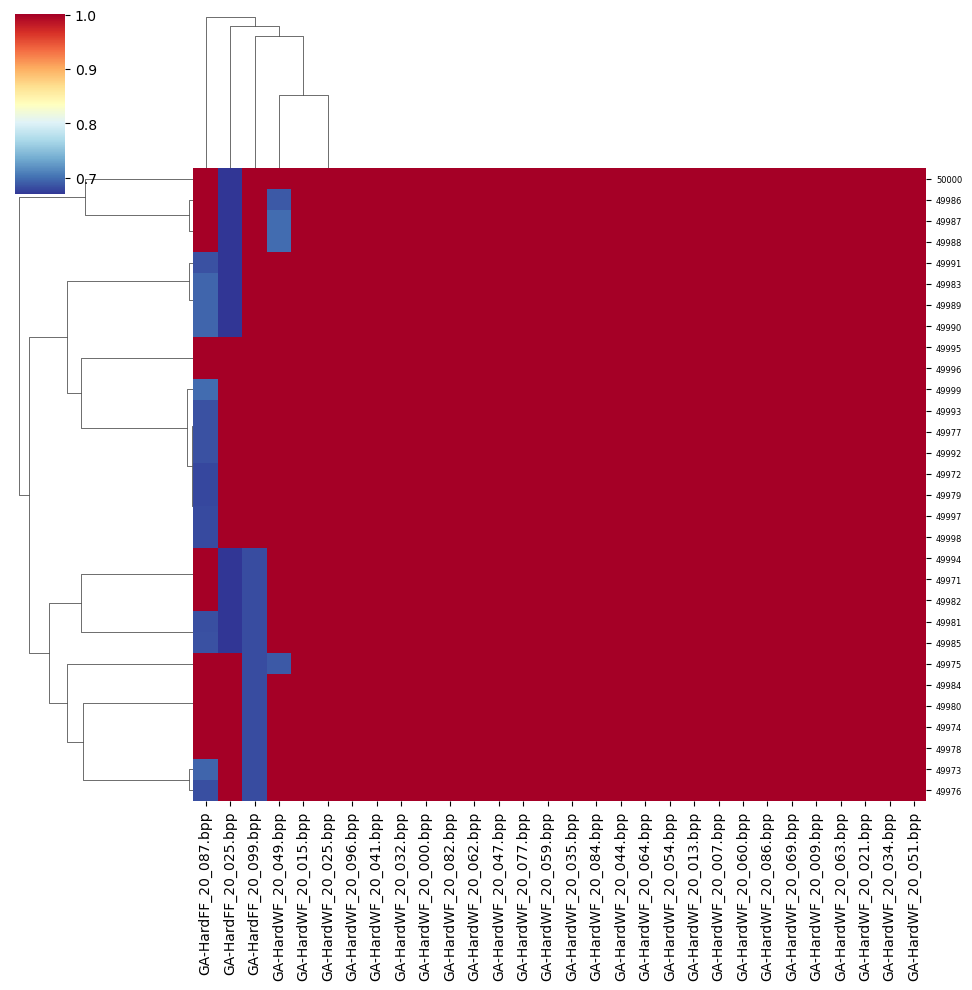 1.0
0.9
0.8
0.7
50000
49986
49987
49988
49991
49983
49989
49990
49995
49996
49999
49993
49977
49992
49972
49979
49997
49998
49994
49971
49982
49981
49985
49975
49984
49980
49974
49978
49973
49976
GA-HardFF_20_087.bpp
GA-HardFF_20_025.bpp
GA-HardFF_20_099.bpp
GA-HardWF_20_049.bpp
GA-HardWF_20_015.bpp
GA-HardWF_20_025.bpp
GA-HardWF_20_096.bpp
GA-HardWF_20_041.bpp
GA-HardWF_20_032.bpp
GA-HardWF_20_000.bpp
GA-HardWF_20_082.bpp
GA-HardWF_20_062.bpp
GA-HardWF_20_047.bpp
GA-HardWF_20_077.bpp
GA-HardWF_20_059.bpp
GA-HardWF_20_035.bpp
GA-HardWF_20_084.bpp
GA-HardWF_20_044.bpp
GA-HardWF_20_064.bpp
GA-HardWF_20_054.bpp
GA-HardWF_20_013.bpp
GA-HardWF_20_007.bpp
GA-HardWF_20_060.bpp
GA-HardWF_20_086.bpp
GA-HardWF_20_069.bpp
GA-HardWF_20_009.bpp
GA-HardWF_20_063.bpp
GA-HardWF_20_021.bpp
GA-HardWF_20_034.bpp
GA-HardWF_20_051.bpp